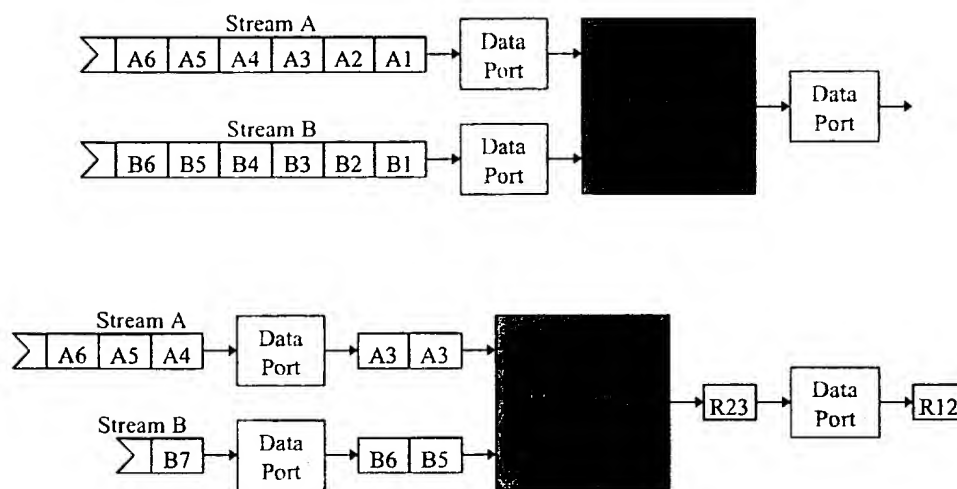 Stream A
A6 A5 A4 A3 A2 A1
Data
Port
Data
Port
Stream B
B6 B5 B4 B3 B2 B1
Data
Port
Stream A
A6 A5 A4
Data
Port
A3 A3
R23
Data
Port
R12
Stream B
B7
Data
Port
B6 B5